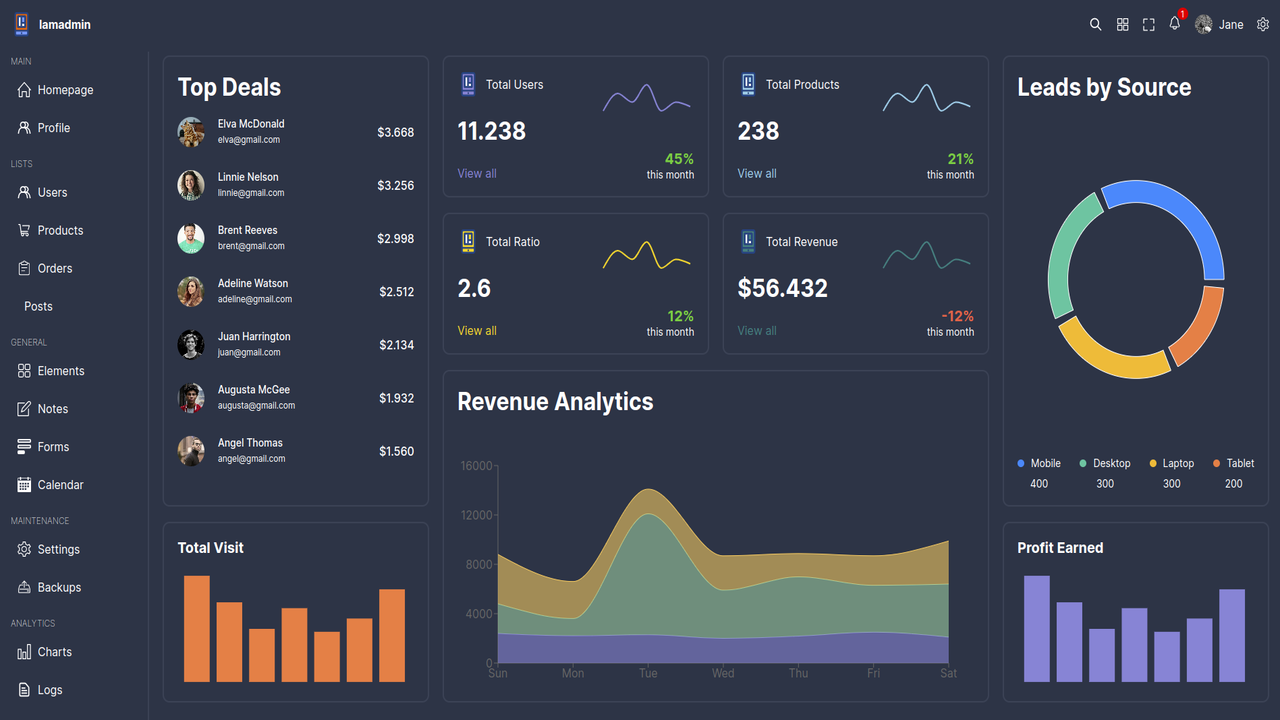 lamadmin
1
Jane
MAIN
Homepage
Profile
LISTS
Users
Products
Orders
Posts
GENERAL
Elements
Notes
Forms
Calendar
MAINTENANCE
Settings
Backups
ANALYTICS
Charts
Logs
Top Deals
Elva McDonald
elva@gmail.com
$3.668
Linnie Nelson
linnie@gmail.com
$3.256
Brent Reeves
brent@gmail.com
$2.998
Adeline Watson
adeline@gmail.com
$2.512
Juan Harrington
juan@gmail.com
$2.134
Augusta McGee
augusta@gmail.com
$1.932
Angel Thomas
angel@gmail.com
$1.560
Total Visit
Total Users
11.238
View all
45%
this month
Total Products
238
View all
21%
this month
Total Ratio
2.6
View all
12%
this month
Total Revenue
$56.432
View all
-12%
this month
Revenue Analytics
16000
12000
8000
4000
0
Sun Mon Tue Wed Thu Fri Sat
Leads by Source
Mobile Desktop Laptop Tablet
400 300 300 200
Profit Earned